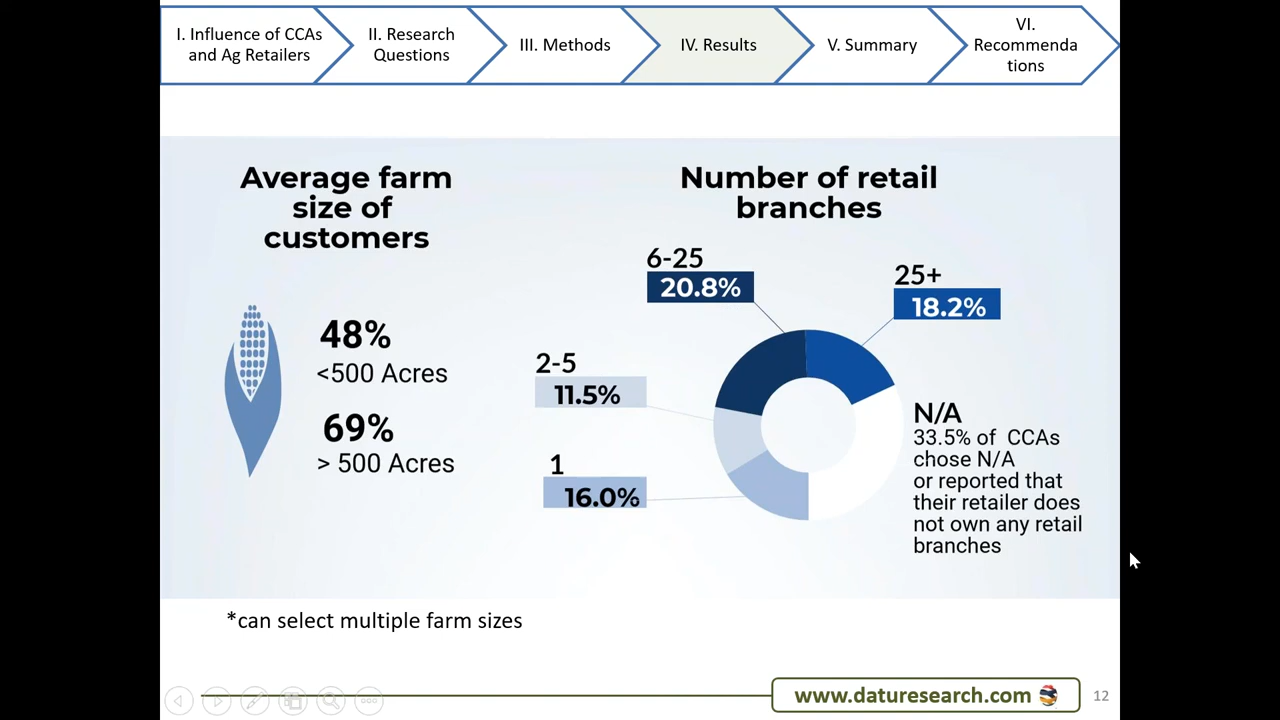 I. Influence of CCAs
and Ag Retailers
II. Research
Questions
III. Methods
IV. Results
V. Summary
VI.
Recommenda
tions
Average farm
size of
customers
48%
<500 Acres
69%
> 500 Acres
Number of retail
branches
6-25
20.8%
25+
18.2%
2-5
11.5%
1
16.0%
N/A
33.5% of CCAs
chose N/A
or reported that
their retailer does
not own any retail
branches
*can select multiple farm sizes
www.daturesearch.com
12